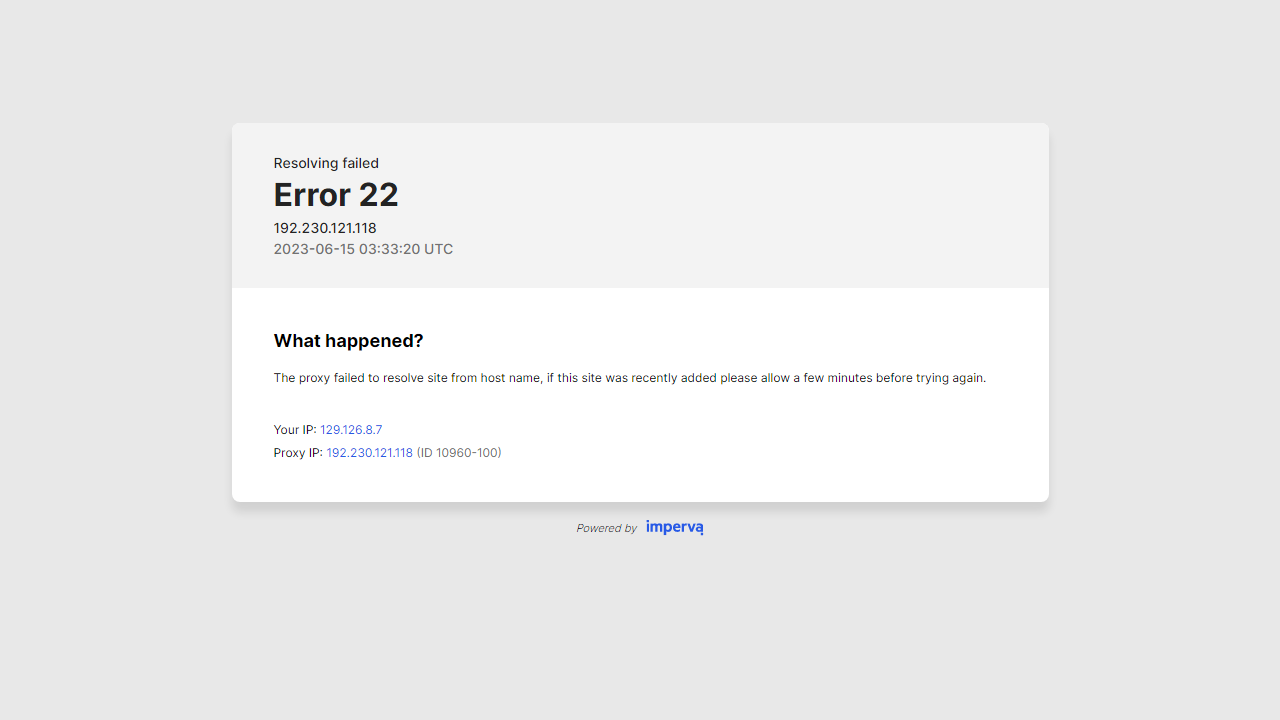 Resolving failed
Error 22
192.230.121.118
2023-06-15 03:33:20 UTC
What happened?
The proxy failed to resolve site from host name, if this site was recently added please allow a few minutes before trying again.
Your IP: 129.126.8.7
Proxy IP: 192.230.121.118 (ID 10960-100)
Powered by imperva